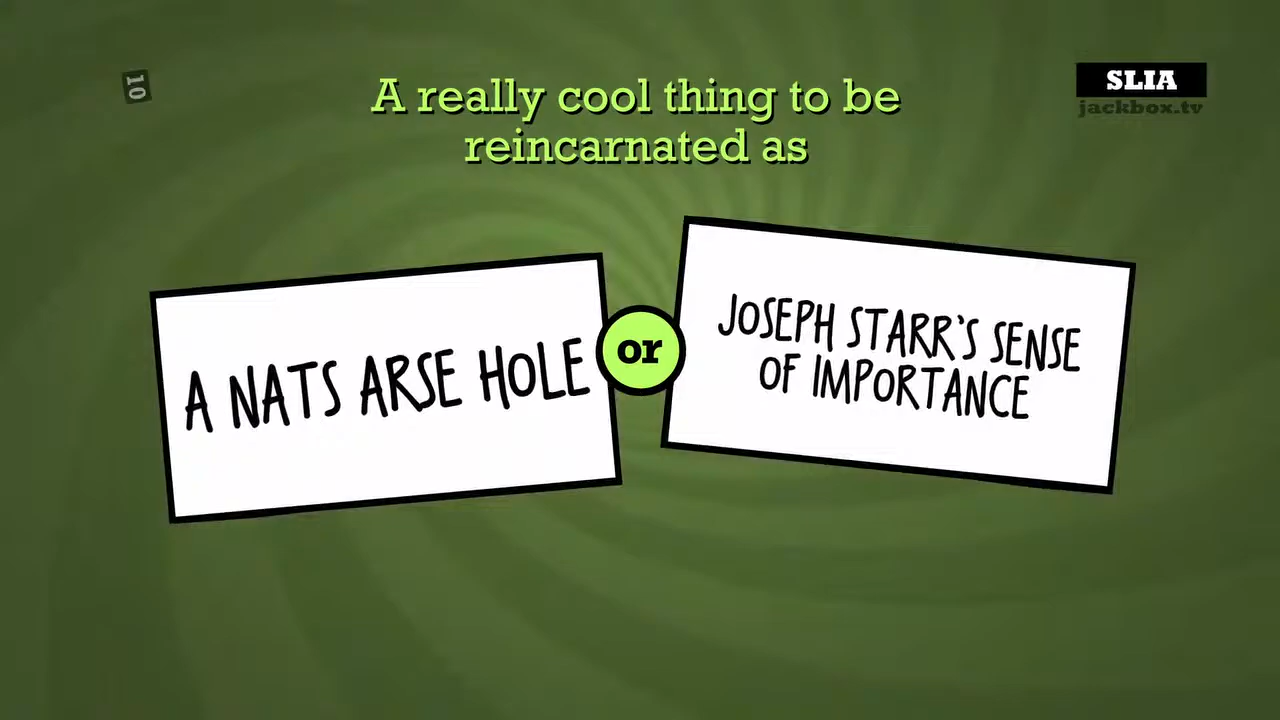 10
SLIA
jackbox.tv
A really cool thing to be
reincarnated as
A NATS ARSE HOLE
or
JOSEPH STARR'S SENSE
OF IMPORTANCE